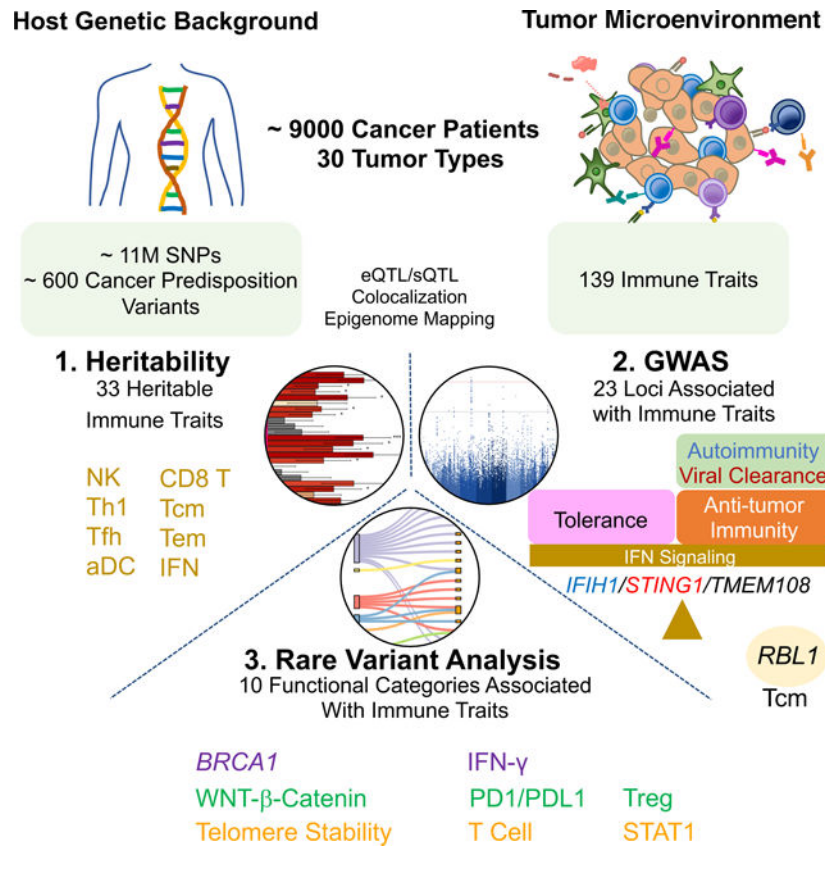 Host Genetic Background
Tumor Microenvironment
~ 9000 Cancer Patients
30 Tumor Types
~ 11M SNPs
~ 600 Cancer Predisposition
Variants
eQTL/sQTL
Colocalization
Epigenome Mapping
139 Immune Traits
1. Heritability
33 Heritable
Immune Traits
NK CD8 T
Th1 Tcm
Tfh Tem
aDC IFN
2. GWAS
23 Loci Associated
with Immune Traits
Autoimmunity
Viral Clearance
Tolerance
Anti-tumor
Immunity
IFN Signaling
IFIH1/STING1/TMEM108
RBL1
Tcm
3. Rare Variant Analysis
10 Functional Categories Associated
With Immune Traits
BRCA1 IFN-γ
WNT-β-Catenin PD1/PDL1 Treg
Telomere Stability T Cell STAT1